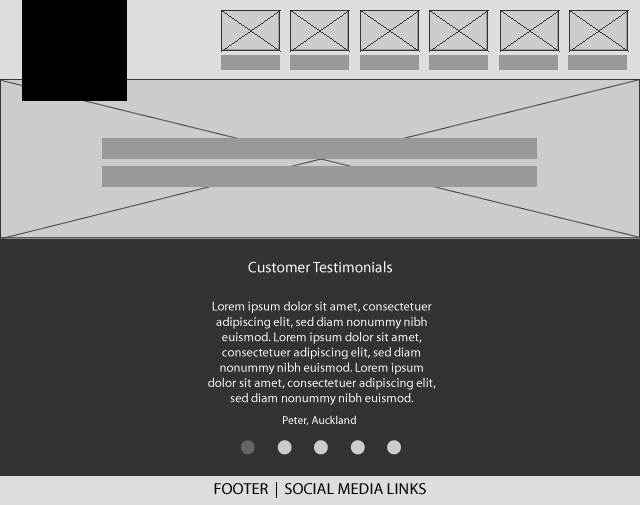 Customer Testimonials
Lorem ipsum dolor sit amet, consectetuer
adipiscing elit, sed diam nonummy nibh
euismod. Lorem ipsum dolor sit amet,
consectetuer adipiscing elit, sed diam
nonummy nibh euismod. Lorem ipsum
dolor sit amet, consectetuer adipiscing elit,
sed diam nonummy nibh euismod.
Peter, Auckland
FOOTER | SOCIAL MEDIA LINKS